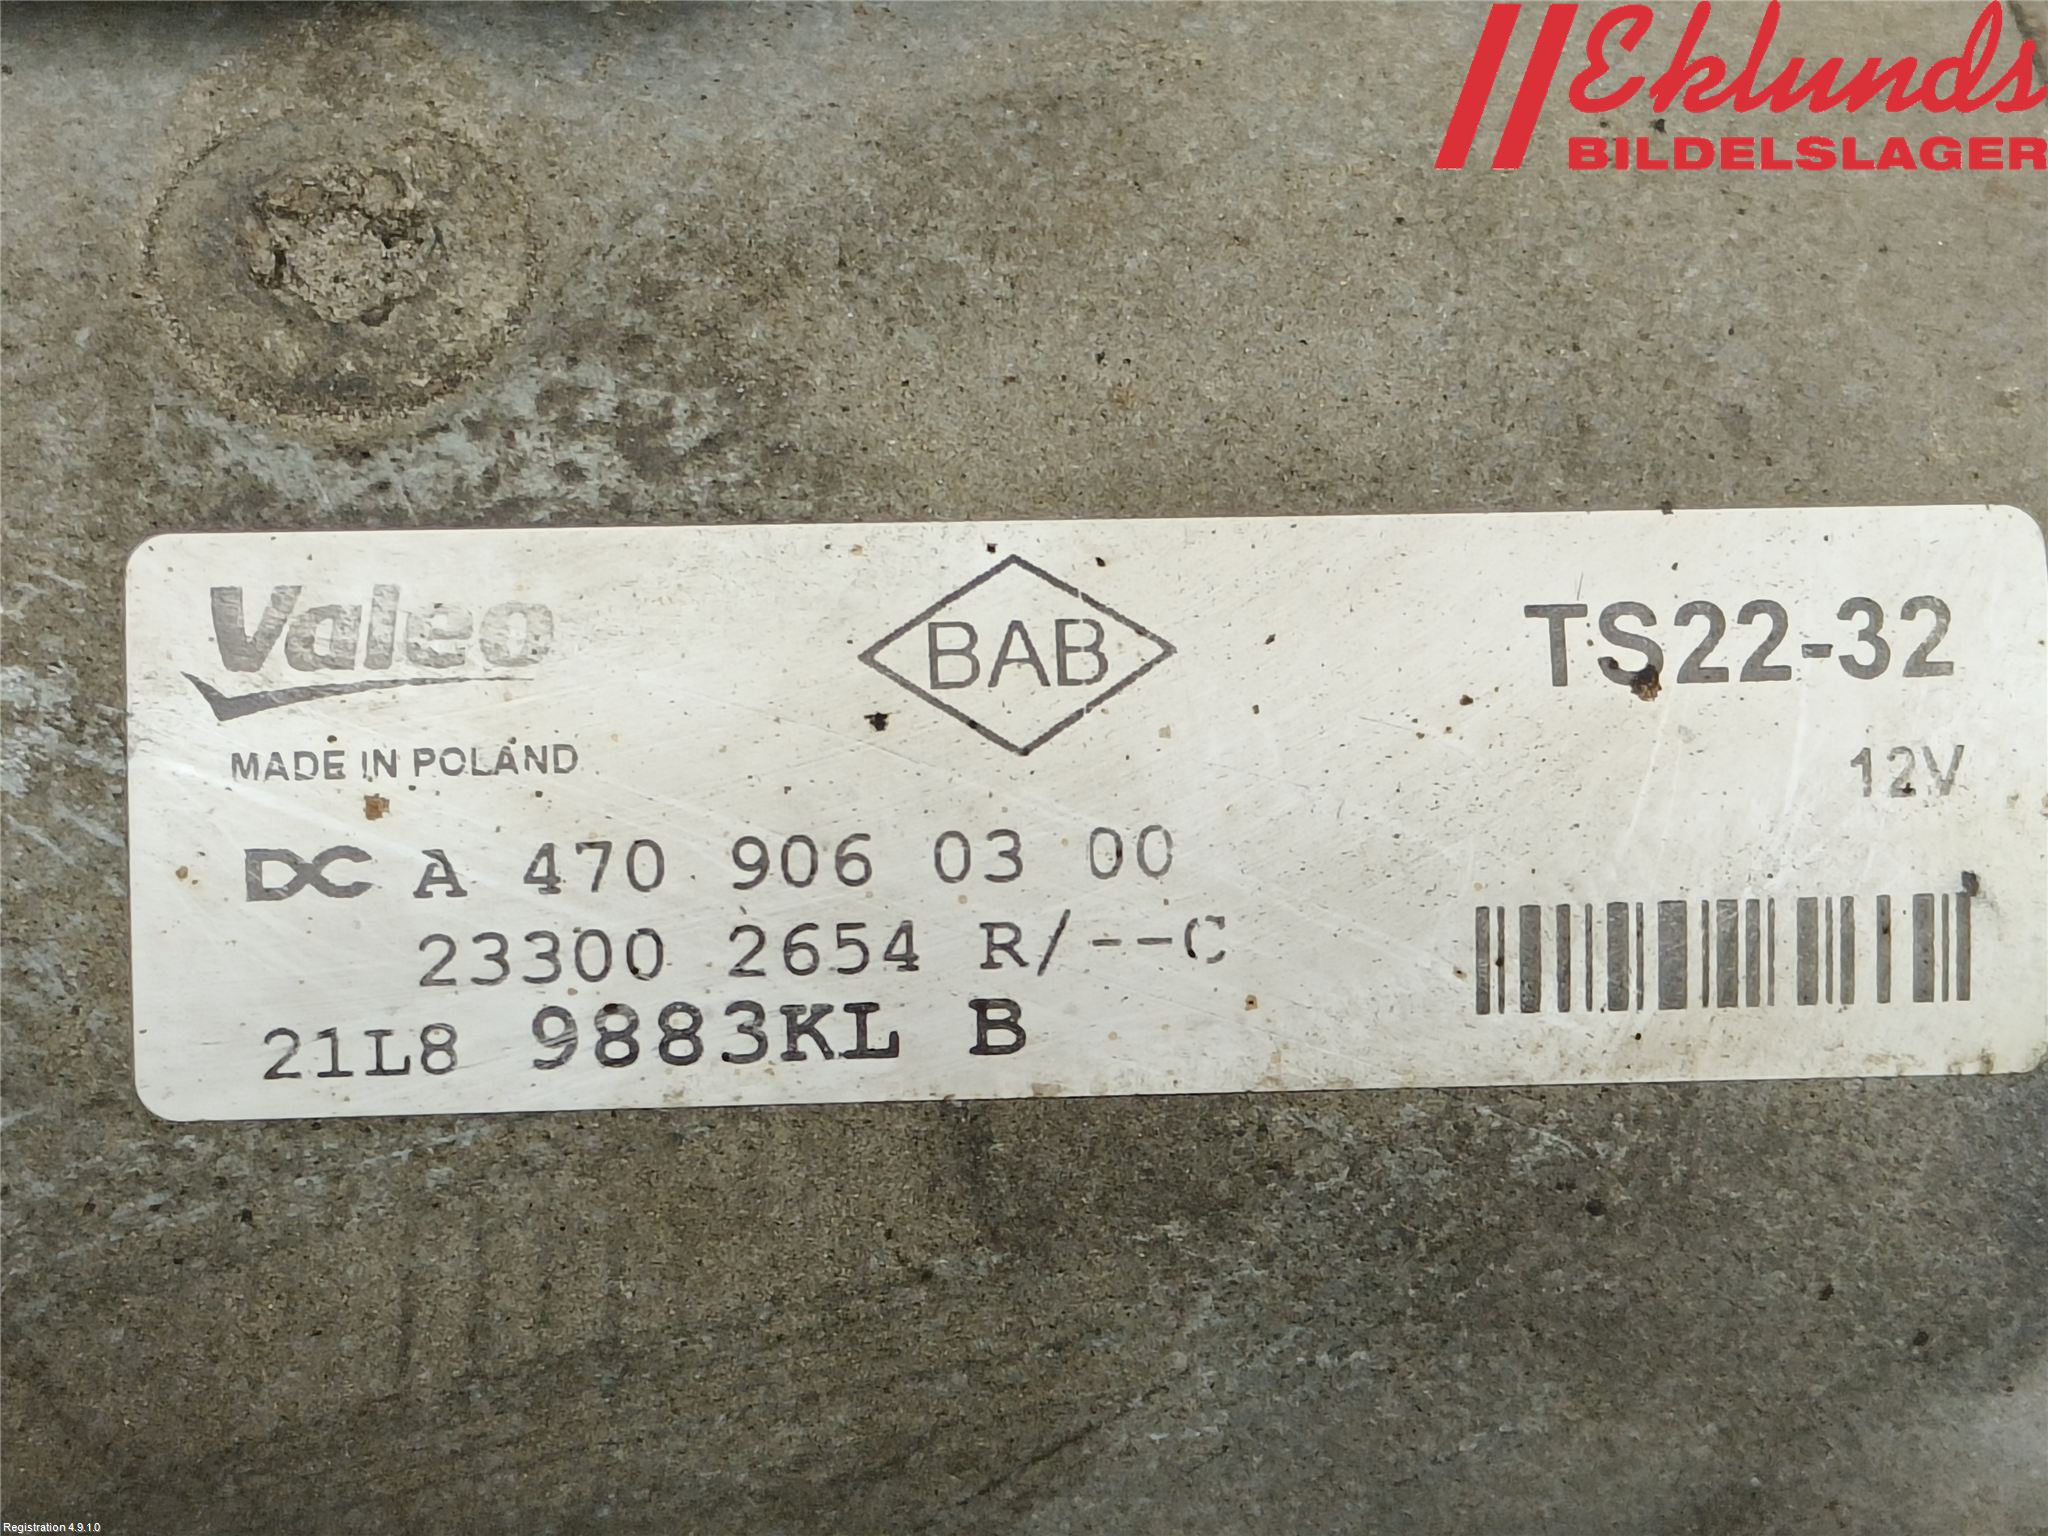 Eklunds
BILDELSLAGER
Valeo
BAB
TS22-32
MADE IN POLAND
12V
DC A 470 906 03 00
23300 2654 R/--C
21L8 9883KL B
Registration 4.9.1.0